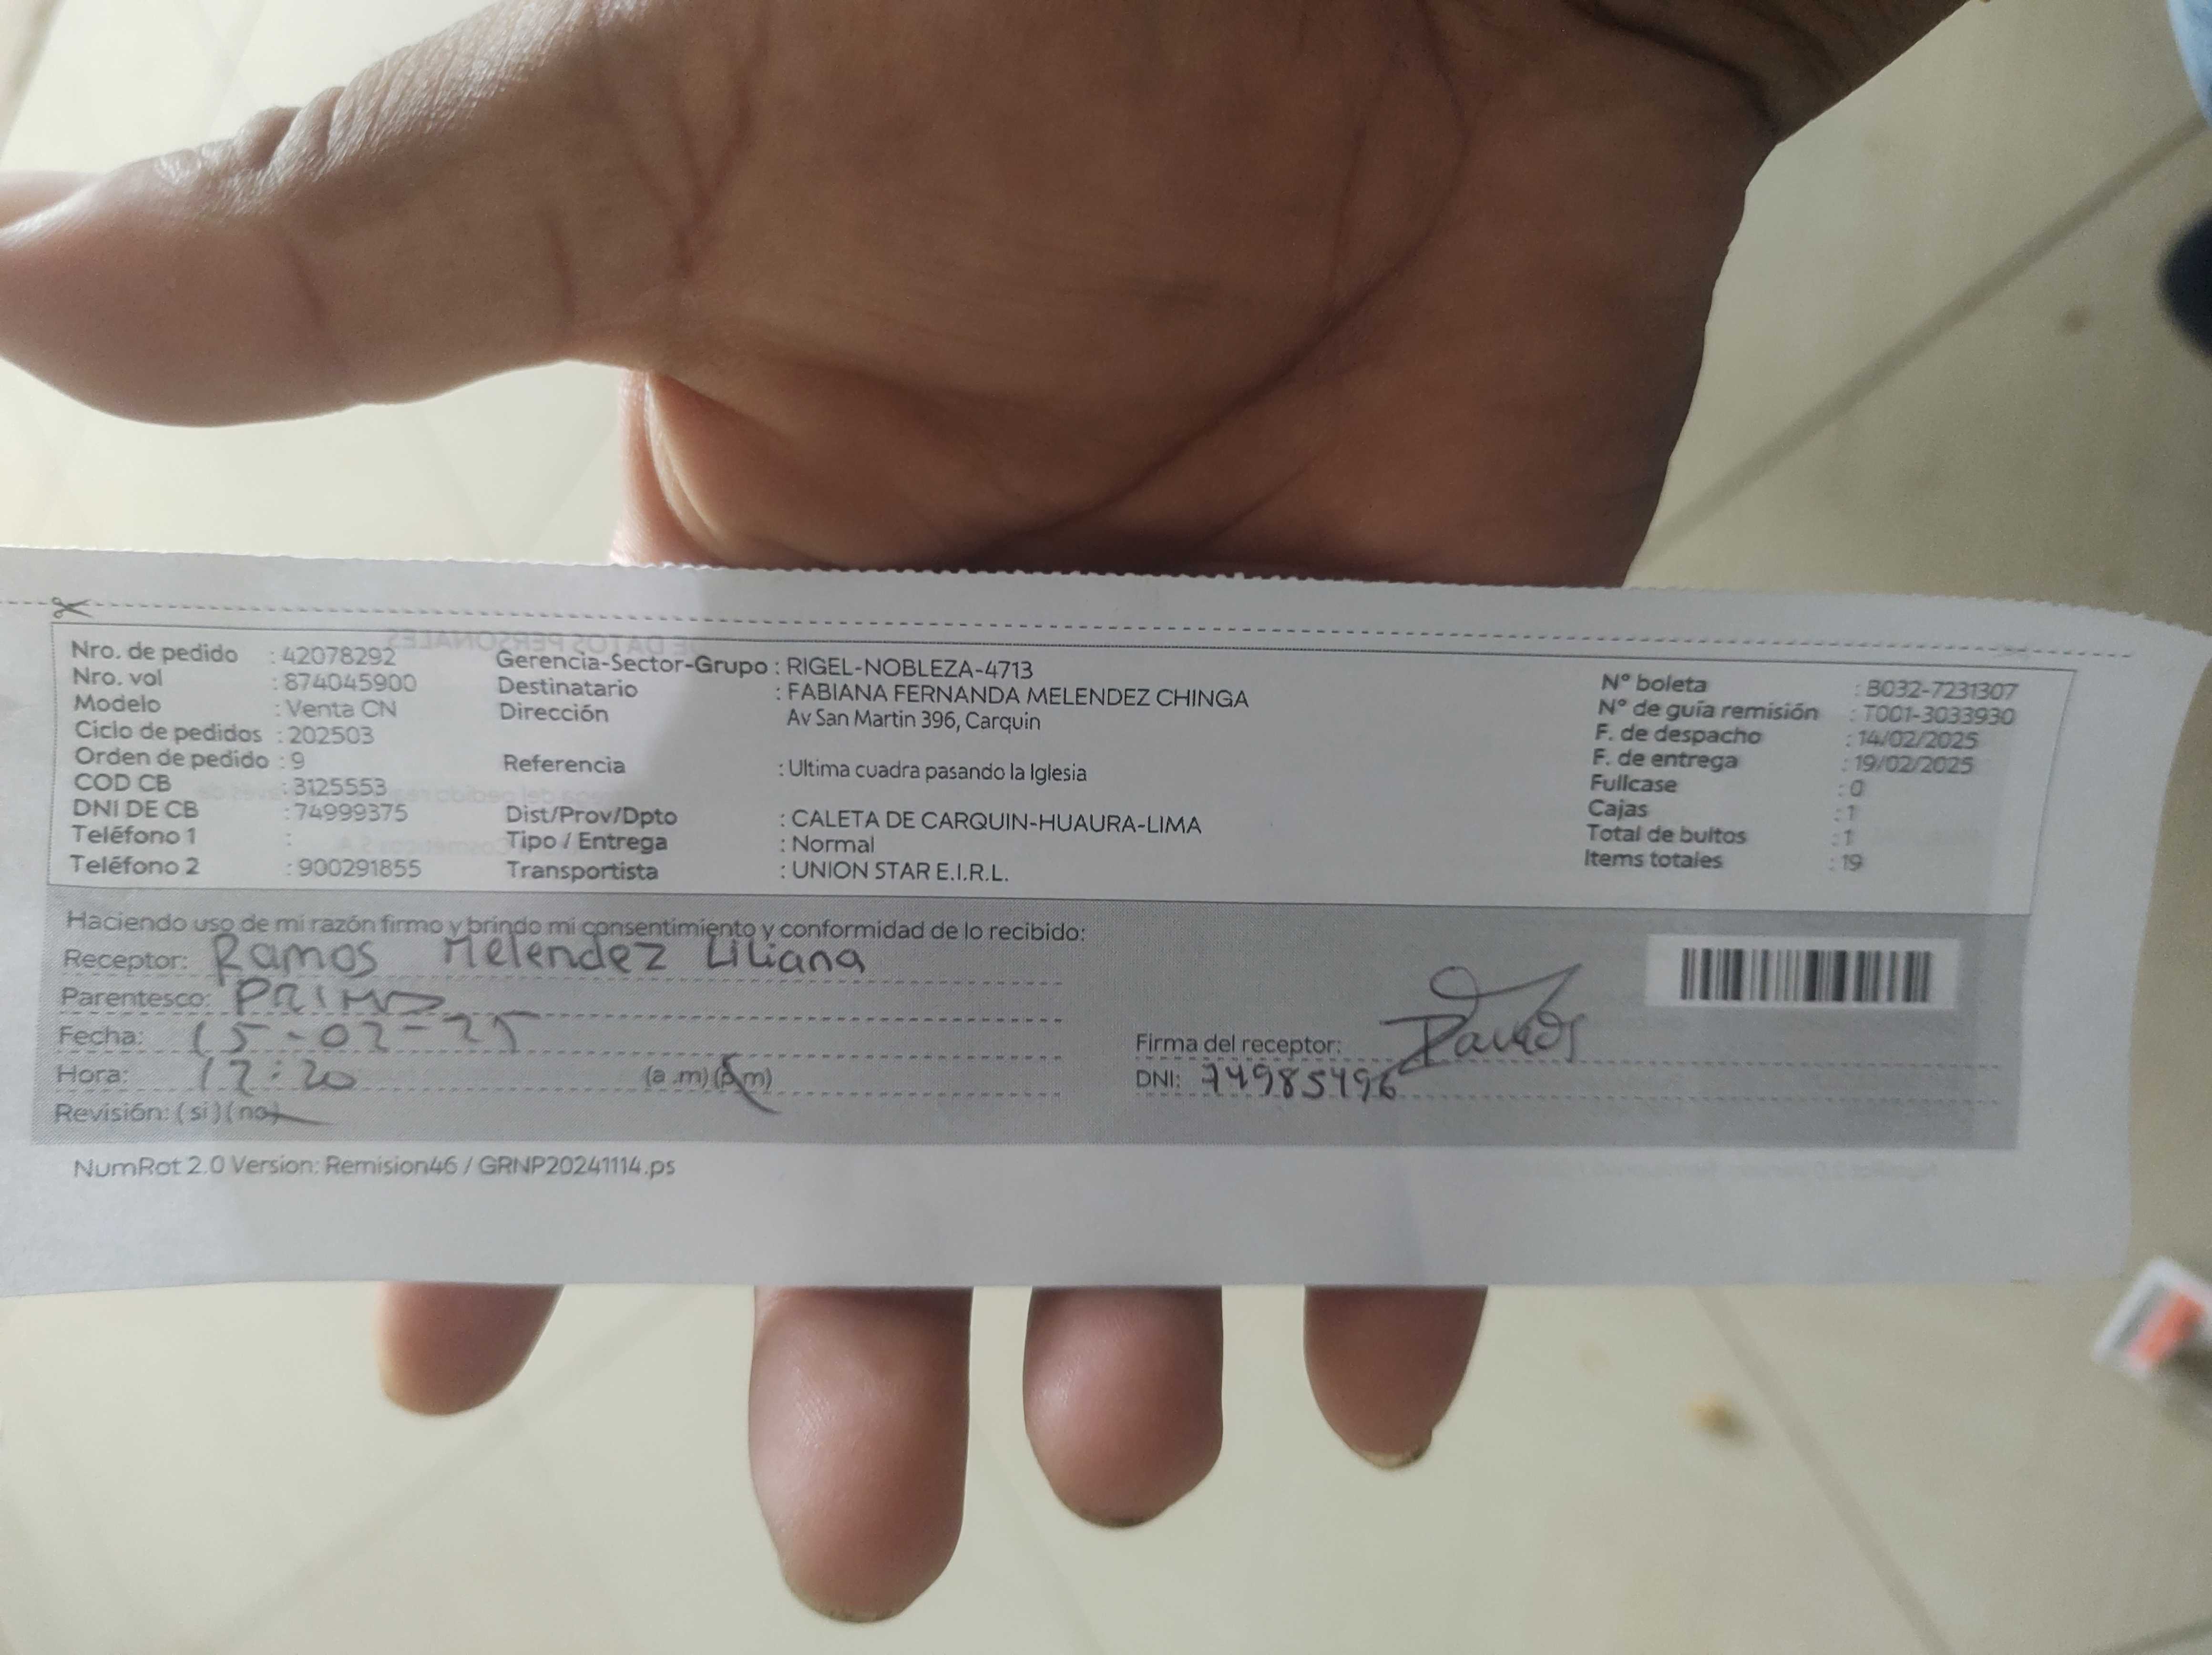 Nro. de pedido : 42078292
Nro. vol : 874045900
Modelo : Venta CN
Ciclo de pedidos : 202503
Orden de pedido : 9
COD CB : 3125553
DNI DE CB : 74999375
Teléfono 1 :
Teléfono 2 : 900291855
Gerencia-Sector-Grupo : RIGEL-NOBLEZA-4713
Destinatario : FABIANA FERNANDA MELENDEZ CHINGA
Dirección Av San Martin 396, Carquin
Referencia : Ultima cuadra pasando la Iglesia
Dist/Prov/Dpto : CALETA DE CARQUIN-HUAURA-LIMA
Tipo / Entrega : Normal
Transportista : UNION STAR E.I.R.L.
N° boleta : B032-7231307
N° de guía remisión : T001-3033930
F. de despacho : 14/02/2025
F. de entrega : 19/02/2025
Fullcase : 0
Cajas : 1
Total de bultos : 1
Items totales : 19
Haciendo uso de mi razón firmo y brindo mi consentimiento y conformidad de lo recibido:
Receptor: Ramos Melendez Liliana
Parentesco:
Fecha: 15-02-25
Hora: 12:20 (a .m) (p.m)
Revisión: (si) (no)
Firma del receptor: Ramos
DNI: 74985496
NumRot 2.0 Version: Remision46 / GRNP20241114.ps